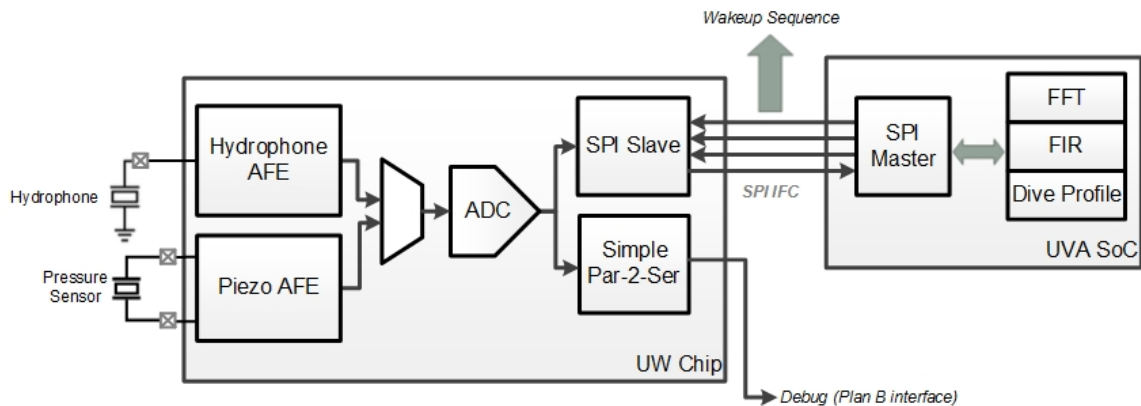 Wakeup Sequence
Hydrophone
AFE
Hydrophone
ADC
SPI Slave
SPI IFC
SPI
Master
FFT
FIR
Dive Profile
UVA SoC
Pressure
Sensor
Piezo AFE
Simple
Par-2-Ser
UW Chip
Debug (Plan B interface)